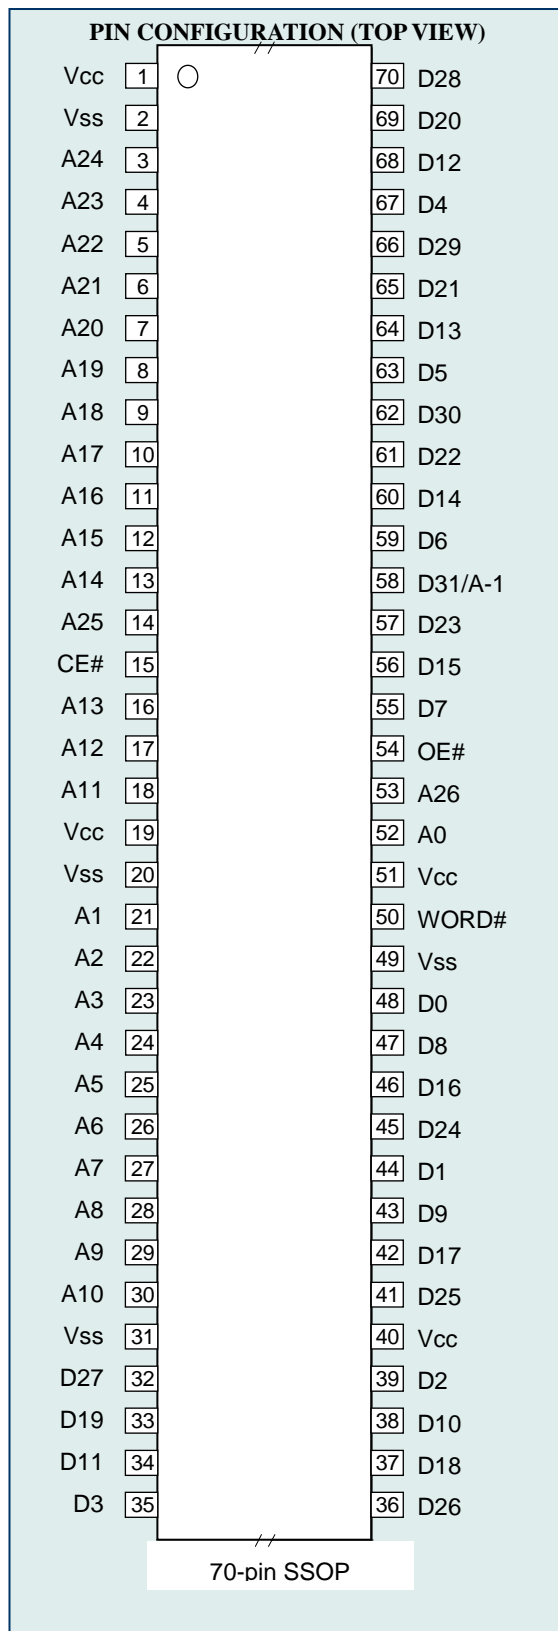 PIN CONFIGURATION (TOP VIEW)
Vcc 1 70 D28
Vss 2 69 D20
A24 3 68 D12
A23 4 67 D4
A22 5 66 D29
A21 6 65 D21
A20 7 64 D13
A19 8 63 D5
A18 9 62 D30
A17 10 61 D22
A16 11 60 D14
A15 12 59 D6
A14 13 58 D31/A-1
A25 14 57 D23
CE# 15 56 D15
A13 16 55 D7
A12 17 54 OE#
A11 18 53 A26
Vcc 19 52 A0
Vss 20 51 Vcc
A1 21 50 WORD#
A2 22 49 Vss
A3 23 48 D0
A4 24 47 D8
A5 25 46 D16
A6 26 45 D24
A7 27 44 D1
A8 28 43 D9
A9 29 42 D17
A10 30 41 D25
Vss 31 40 Vcc
D27 32 39 D2
D19 33 38 D10
D11 34 37 D18
D3 35 36 D26
70-pin SSOP